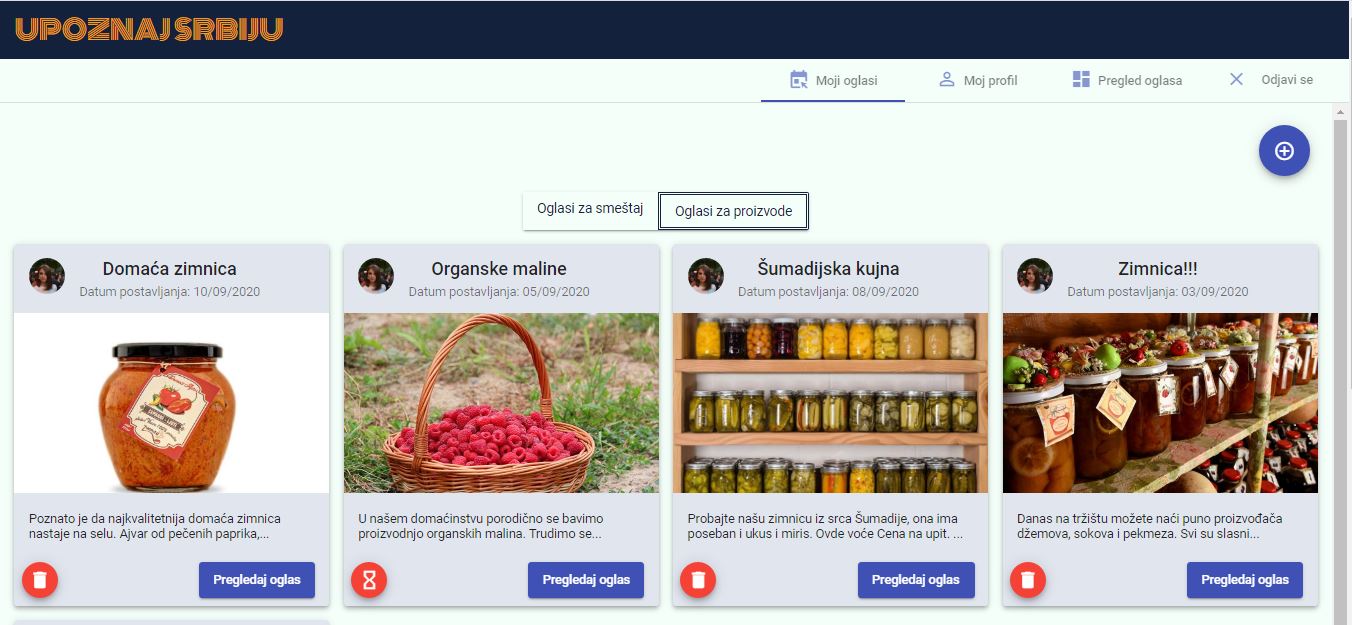 UPOZNAJ SRBIJU
Moji oglasi
Moj profil
Pregled oglasa
Odjavi se
Oglasi za smeštaj
Oglasi za proizvode
Domaća zimnica
Datum postavljanja: 10/09/2020
Poznato je da najkvalitetnija domaća zimnica
nastaje na selu. Ajvar od pečenih paprika,...
Pregledaj oglas
Organske maline
Datum postavljanja: 05/09/2020
U našem domaćinstvu porodično se bavimo
proizvodnjo organskih malina. Trudimo se...
Pregledaj oglas
Šumadijska kujna
Datum postavljanja: 08/09/2020
Probajte našu zimnicu iz srca Šumadije, ona ima
poseban i ukus i miris. Ovde voće Cena na upit. ...
Pregledaj oglas
Zimnica!!!
Datum postavljanja: 03/09/2020
Danas na tržištu možete naći puno proizvođača
džemova, sokova i pekmeza. Svi su slasni...
Pregledaj oglas